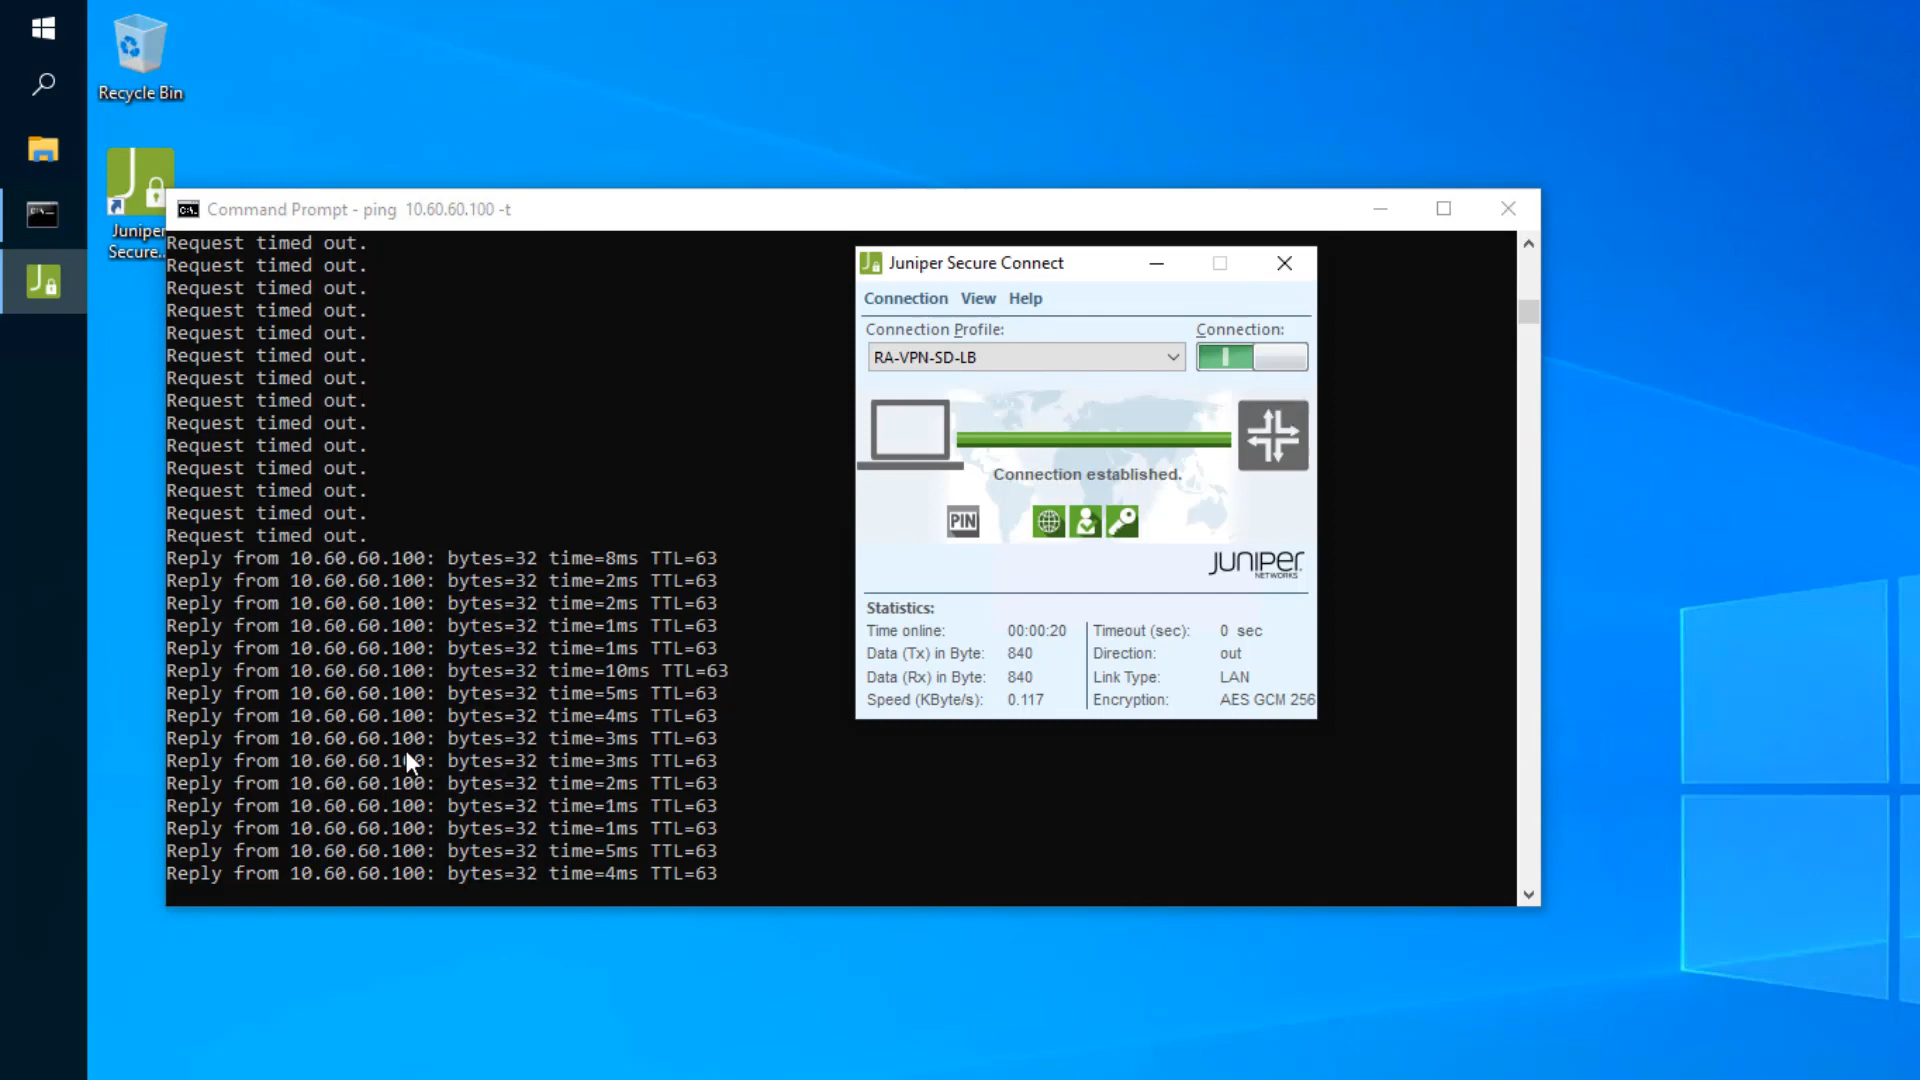 Recycle Bin
Juniper
Secure...
Command Prompt - ping 10.60.60.100 -t
Request timed out.
Request timed out.
Request timed out.
Request timed out.
Request timed out.
Request timed out.
Request timed out.
Request timed out.
Request timed out.
Request timed out.
Request timed out.
Request timed out.
Request timed out.
Request timed out.
Reply from 10.60.60.100: bytes=32 time=8ms TTL=63
Reply from 10.60.60.100: bytes=32 time=2ms TTL=63
Reply from 10.60.60.100: bytes=32 time=2ms TTL=63
Reply from 10.60.60.100: bytes=32 time=1ms TTL=63
Reply from 10.60.60.100: bytes=32 time=1ms TTL=63
Reply from 10.60.60.100: bytes=32 time=10ms TTL=63
Reply from 10.60.60.100: bytes=32 time=5ms TTL=63
Reply from 10.60.60.100: bytes=32 time=4ms TTL=63
Reply from 10.60.60.100: bytes=32 time=3ms TTL=63
Reply from 10.60.60.100: bytes=32 time=3ms TTL=63
Reply from 10.60.60.100: bytes=32 time=2ms TTL=63
Reply from 10.60.60.100: bytes=32 time=1ms TTL=63
Reply from 10.60.60.100: bytes=32 time=1ms TTL=63
Reply from 10.60.60.100: bytes=32 time=5ms TTL=63
Reply from 10.60.60.100: bytes=32 time=4ms TTL=63
Juniper Secure Connect
Connection View Help
Connection Profile: Connection:
RA-VPN-SD-LB
Connection established.
PIN
JUNIPER
NETWORKS
Statistics:
Time online: 00:00:20 Timeout (sec): 0 sec
Data (Tx) in Byte: 840 Direction: out
Data (Rx) in Byte: 840 Link Type: LAN
Speed (KByte/s): 0.117 Encryption: AES GCM 256